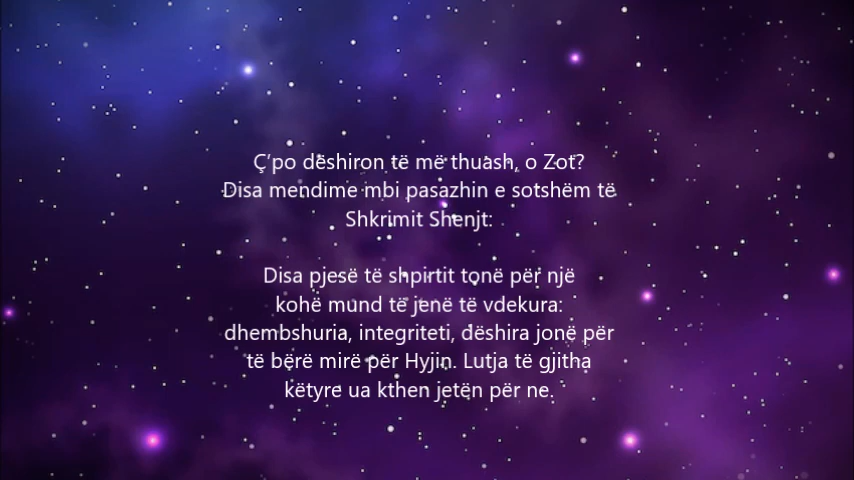 Ç'po dëshiron të më thuash, o Zot?
Disa mendime mbi pasazhin e sotshëm të
Shkrimit Shenjt:
Disa pjesë të shpirtit tonë për një
kohë mund të jenë të vdekura:
dhembshuria, integriteti, dëshira jonë për
të bërë mirë për Hyjin. Lutja të gjitha
këtyre ua kthen jetën për ne.